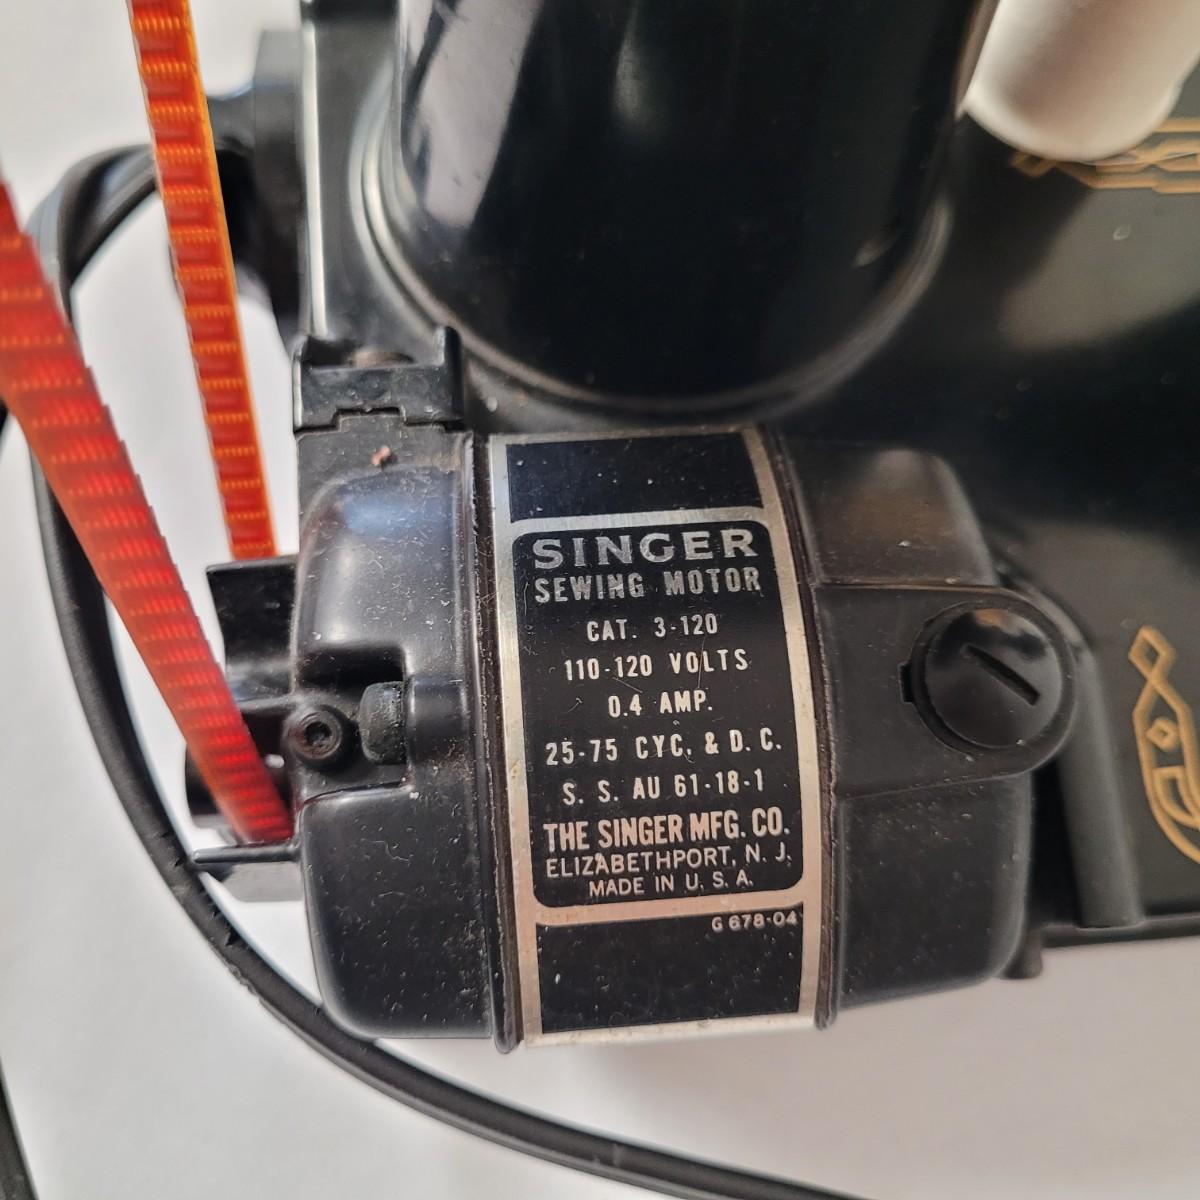 SINGER
SEWING MOTOR
CAT. 3-120
110-120 VOLTS
0.4 AMP.
25-75 CYC. & D. C.
S. S. AU 61-18-1
THE SINGER MFG. CO.
ELIZABETHPORT, N. J.
MADE IN U. S. A.
G 678-04